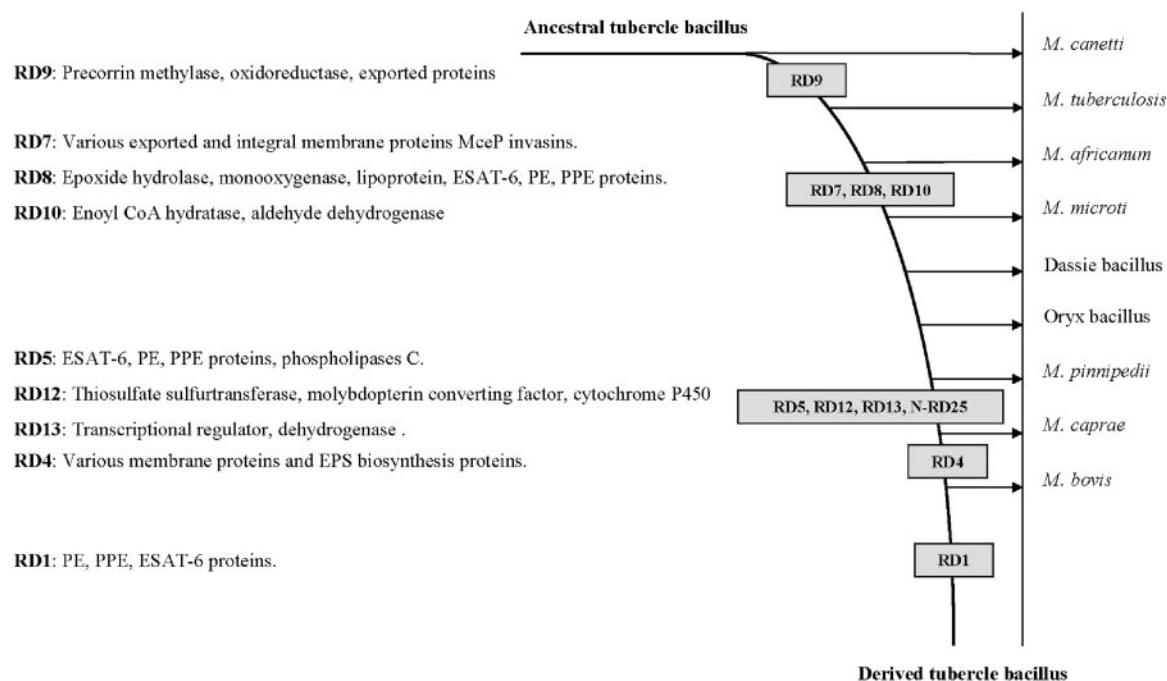 Ancestral tubercle bacillus
M. canetti
RD9: Precorrin methylase, oxidoreductase, exported proteins
RD9
M. tuberculosis
RD7: Various exported and integral membrane proteins MceP invasins.
M. africanum
RD8: Epoxide hydrolase, monooxygenase, lipoprotein, ESAT-6, PE, PPE proteins.
RD7, RD8, RD10
RD10: Enoyl CoA hydratase, aldehyde dehydrogenase
M. microti
Dassie bacillus
Oryx bacillus
RD5: ESAT-6, PE, PPE proteins, phospholipases C.
M. pinnipedii
RD12: Thiosulfate sulfurtransferase, molybdopterin converting factor, cytochrome P450
RD5, RD12, RD13, N-RD25
RD13: Transcriptional regulator, dehydrogenase .
M. caprae
RD4: Various membrane proteins and EPS biosynthesis proteins.
RD4
M. bovis
RD1: PE, PPE, ESAT-6 proteins.
RD1
Derived tubercle bacillus